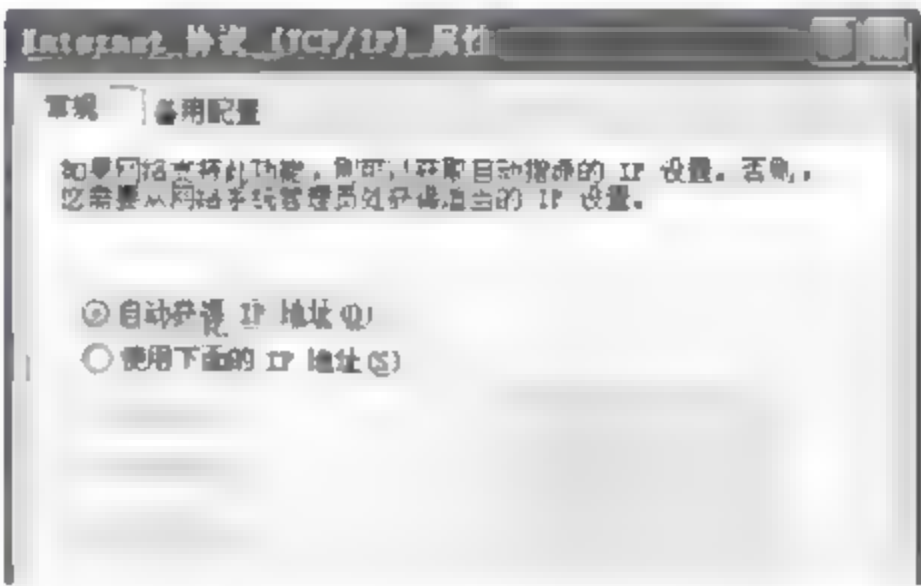 Internet 协议 (TCP/IP) 属性
常规
备用配置
如果网络支持此功能，则可以获取自动指派的 IP 设置。否则，
您需要从网络系统管理员处获得适当的 IP 设置。
自动获得 IP 地址(O)
使用下面的 IP 地址(S)